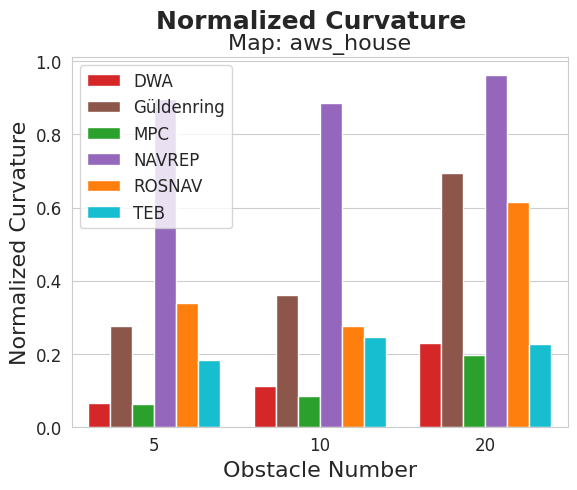 Normalized Curvature
Map: aws_house
Normalized Curvature
1.0
0.8
0.6
0.4
0.2
0.0
DWA
Güldenring
MPC
NAVREP
ROSNAV
TEB
5
10
20
Obstacle Number